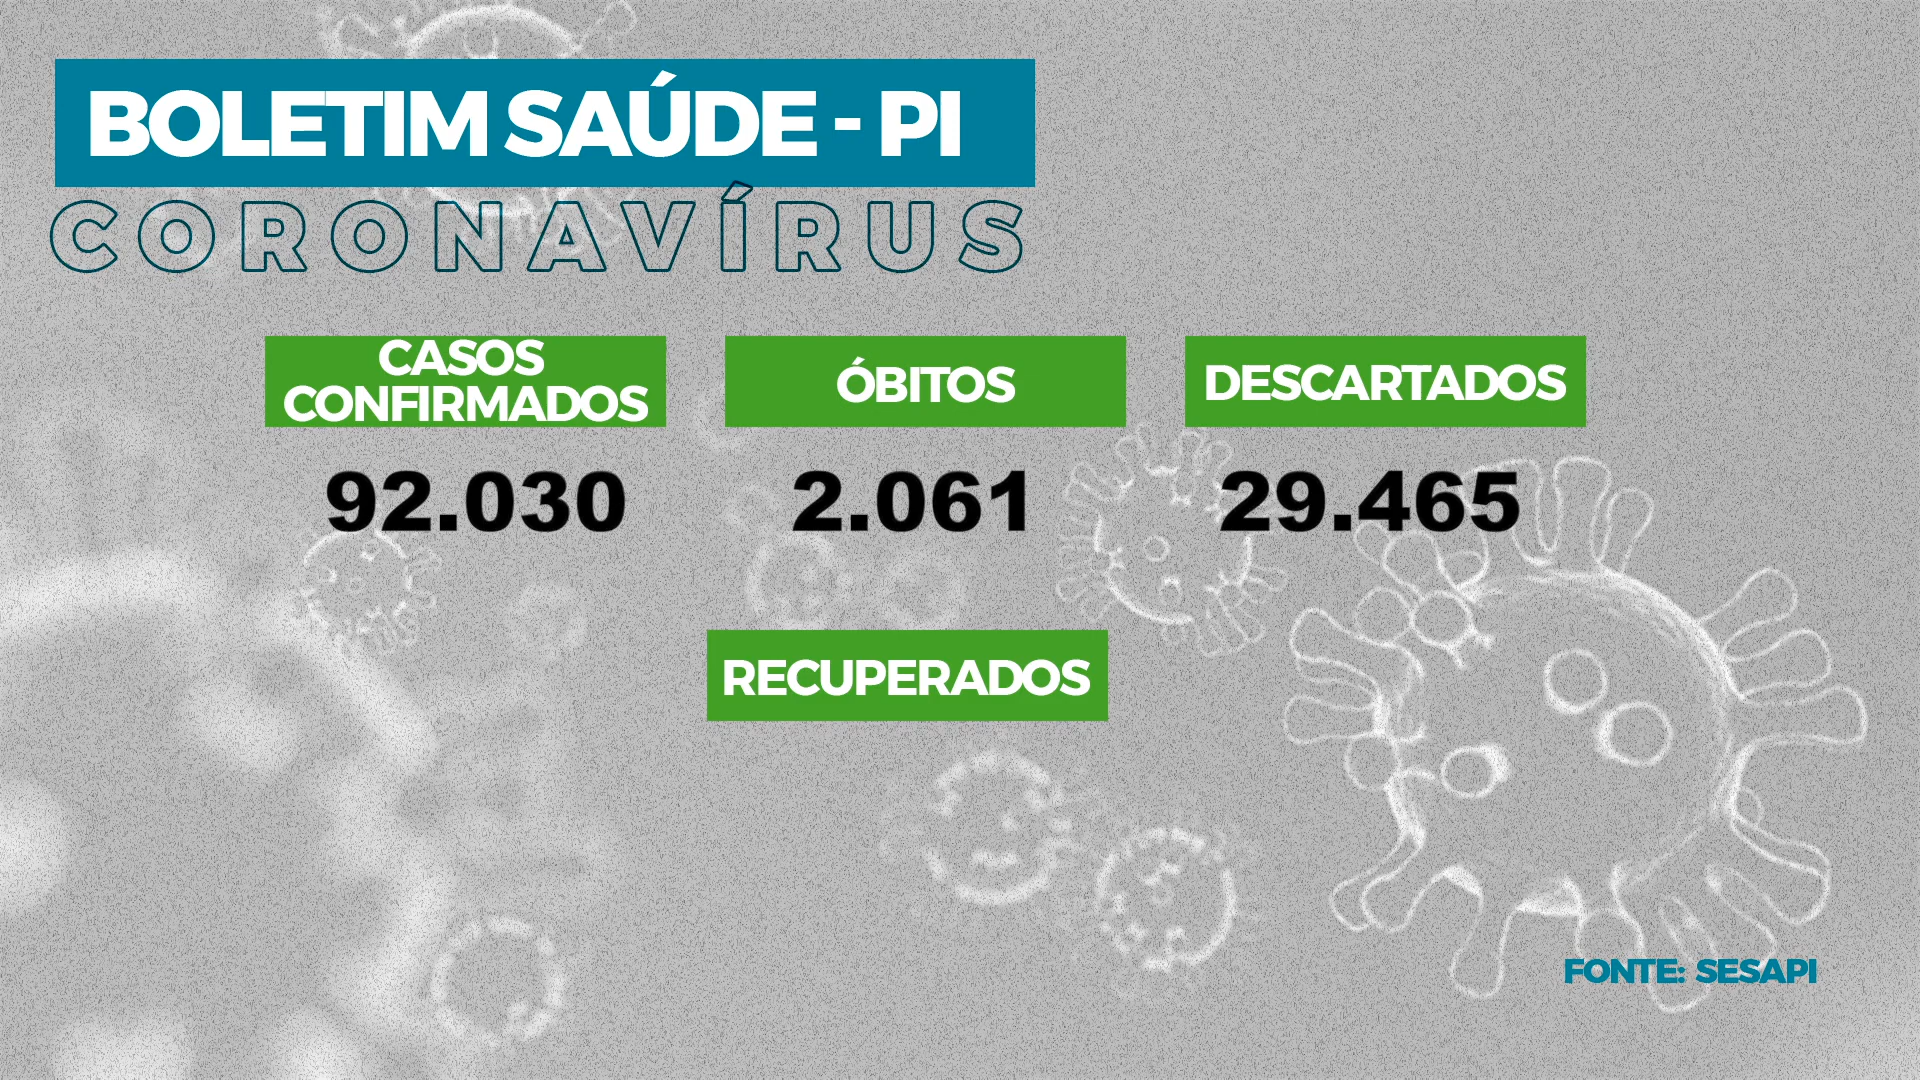 BOLETIM SAÚDE - PI
CORONAVÍRUS
CASOS
CONFIRMADOS
92.030
ÓBITOS
2.061
DESCARTADOS
29.465
RECUPERADOS
FONTE: SESAPI